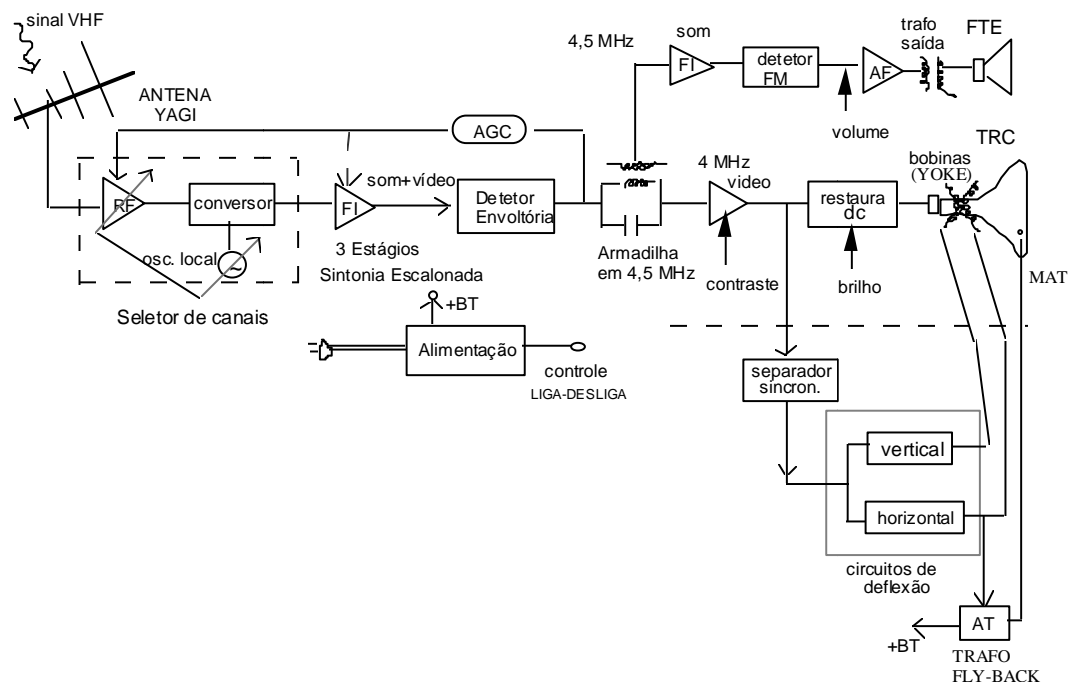 sinal VHF
ANTENA
YAGI
AGC
RF
conversor
osc. local
~
Seletor de canais
FI
3 Estágios
Sintonia Escalonada
som+vídeo
Detetor
Envoltória
4,5 MHz
som
FI
detetor
FM
volume
AF
trafo
saída
FTE
Armadilha
em 4,5 MHz
4 MHz
video
contraste
restaura
dc
brilho
bobinas
(YOKE)
TRC
MAT
+BT
Alimentação
controle
LIGA-DESLIGA
separador
síncron.
vertical
horizontal
circuitos de
deflexão
AT
+BT
TRAFO
FLY-BACK